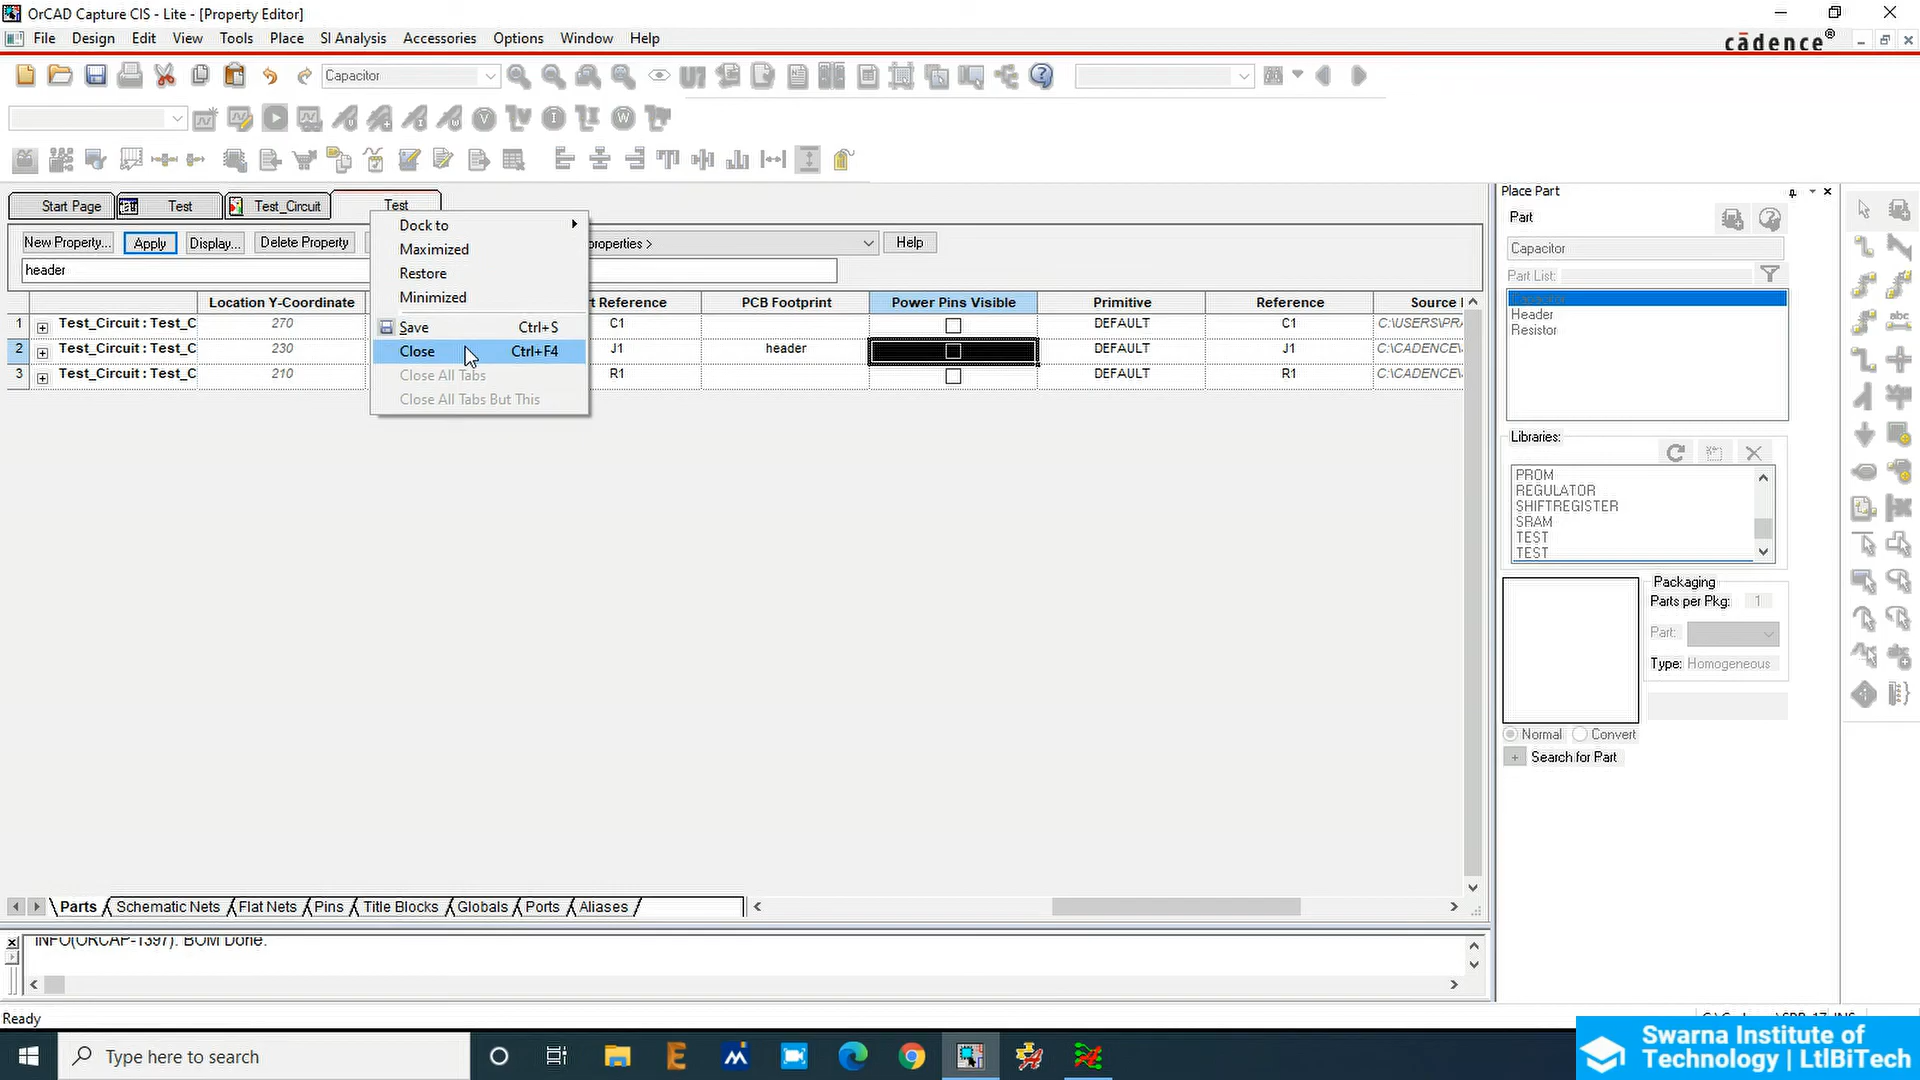 OrCAD Capture CIS - Lite - [Property Editor]
File Design Edit View Tools Place SI Analysis Accessories Options Window Help
cādence®
Capacitor
Start Page Test Test_Circuit Test
New Property... Apply Display... Delete Property properties > Help
header
Location Y-Coordinate t Reference PCB Footprint Power Pins Visible Primitive Reference Source
1 Test_Circuit : Test_C 270 C1 DEFAULT C1 C:\USERS\PR
2 Test_Circuit : Test_C 230 J1 header DEFAULT J1 C:\CADENCE\
3 Test_Circuit : Test_C 210 R1 DEFAULT R1 C:\CADENCE\
Dock to
Maximized
Restore
Minimized
Save Ctrl+S
Close Ctrl+F4
Close All Tabs
Close All Tabs But This
Place Part
Part
Capacitor
Part List:
Capacitor
Header
Resistor
Libraries:
PROM
REGULATOR
SHIFTREGISTER
SRAM
TEST
TEST
Packaging
Parts per Pkg: 1
Part:
Type: Homogeneous
Normal Convert
+ Search for Part
Parts Schematic Nets Flat Nets Pins Title Blocks Globals Ports Aliases
INFO(ORCAP-1397): BOM Done.
Ready
Type here to search
Swarna Institute of
Technology | LtlBiTech